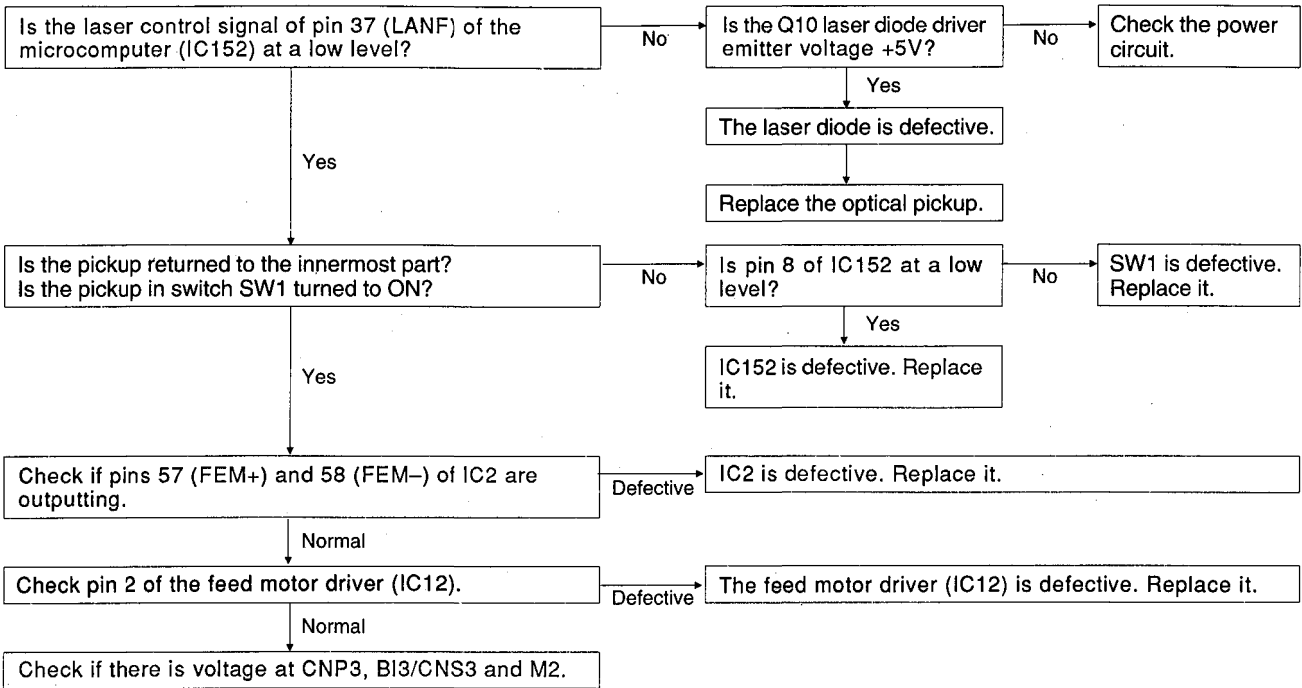 Is the laser control signal of pin 37 (LANF) of the
microcomputer (IC152) at a low level?
No
Is the Q10 laser diode driver
emitter voltage +5V?
No
Check the power
circuit.
Yes
The laser diode is defective.
Yes
Replace the optical pickup.
Is the pickup returned to the innermost part?
Is the pickup in switch SW1 turned to ON?
No
Is pin 8 of IC152 at a low
level?
No
SW1 is defective.
Replace it.
Yes
IC152 is defective. Replace
it.
Yes
Check if pins 57 (FEM+) and 58 (FEM–) of IC2 are
outputting.
Defective
IC2 is defective. Replace it.
Normal
Check pin 2 of the feed motor driver (IC12).
Defective
The feed motor driver (IC12) is defective. Replace it.
Normal
Check if there is voltage at CNP3, BI3/CNS3 and M2.